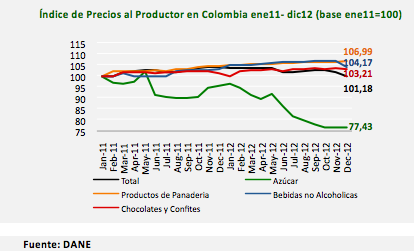 Índice de Precios al Productor en Colombia ene11- dic12 (base ene11=100)
115
110
105
100
95
90
85
80
75
106,99
104,17
103,21
101,18
77,43
Jan-11
Feb-11
Mar-11
Apr-11
May-11
Jun-11
Jul-11
Aug-11
Sep-11
Oct-11
Nov-11
Dec-11
Jan-12
Feb-12
Mar-12
Apr-12
May-12
Jun-12
Jul-12
Aug-12
Sep-12
Oct-12
Nov-12
Dec-12
Total
Azúcar
Productos de Panaderia
Bebidas no Alcoholicas
Chocolates y Confites
Fuente: DANE